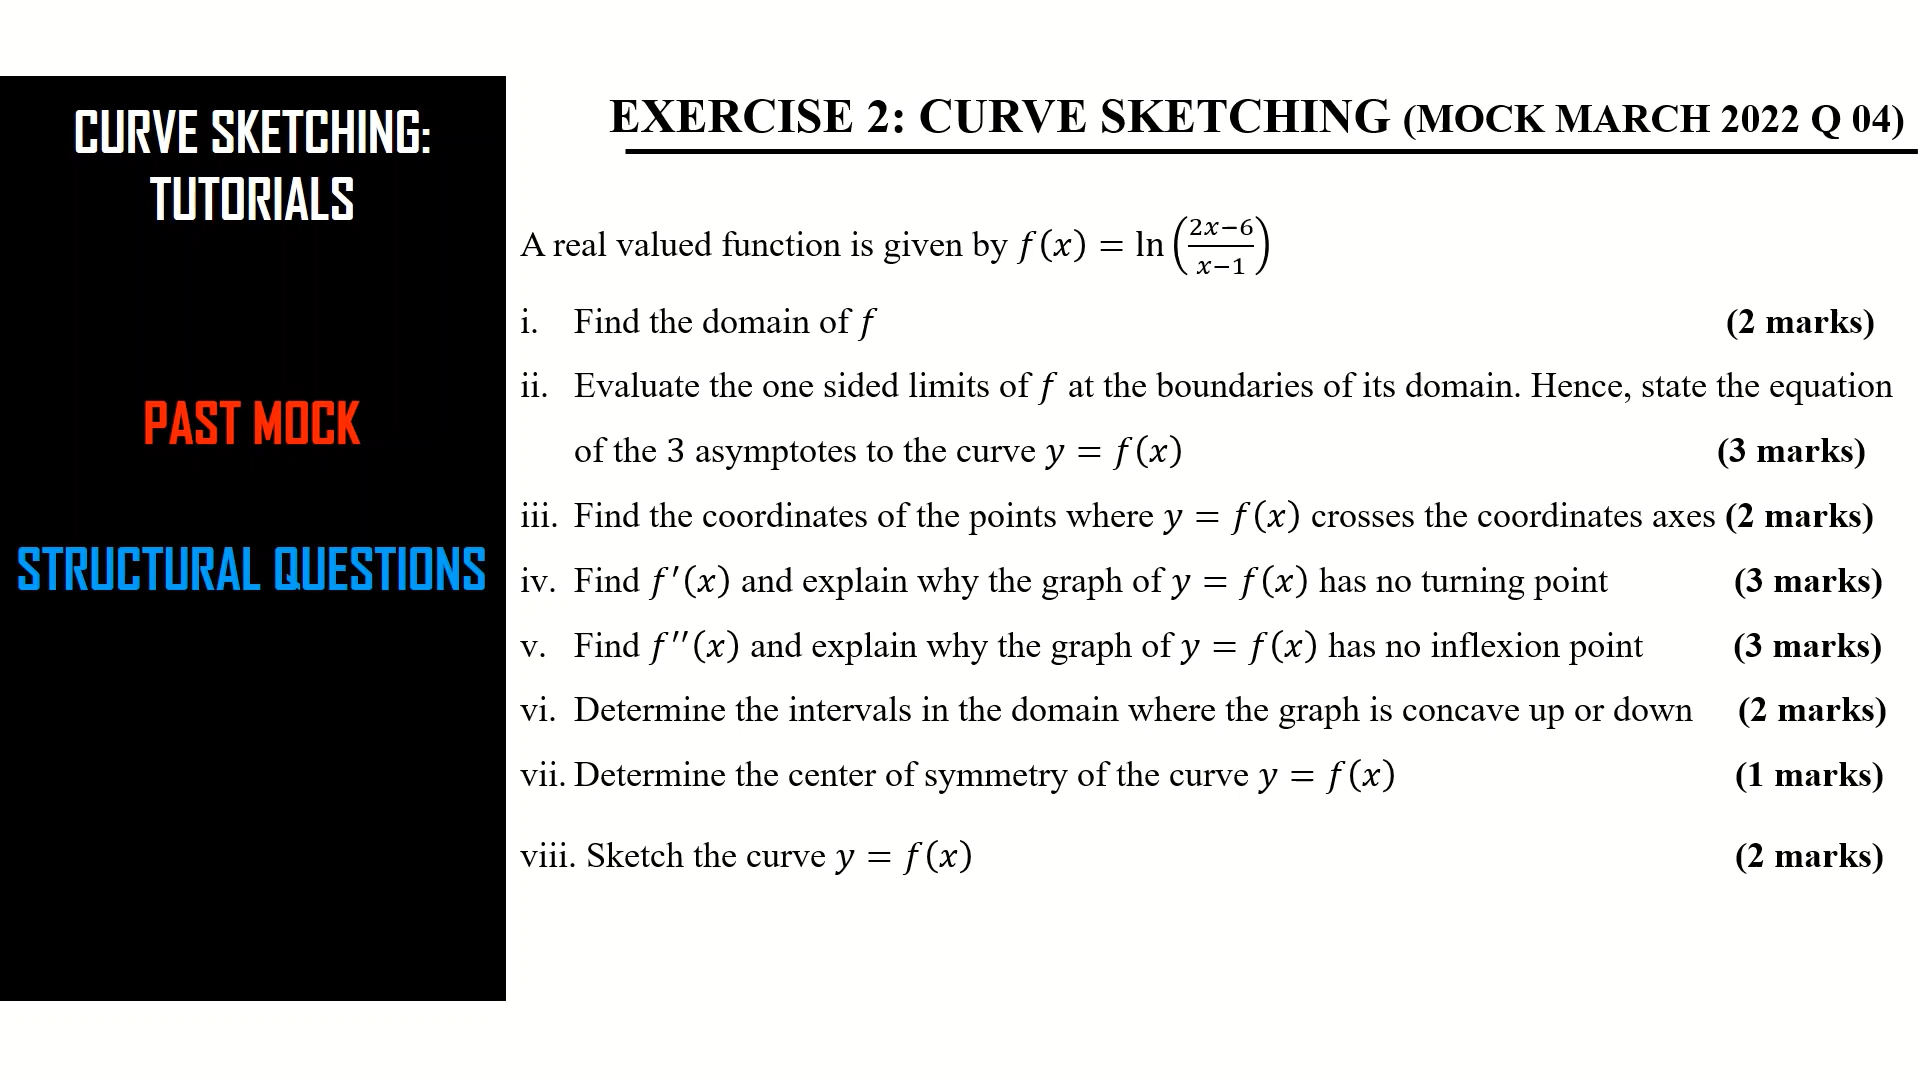 CURVE SKETCHING:
TUTORIALS
PAST MOCK
STRUCTURAL QUESTIONS
EXERCISE 2: CURVE SKETCHING (MOCK MARCH 2022 Q 04)
A real valued function is given by f(x) = ln((2x−6)/(x−1))
i. Find the domain of f (2 marks)
ii. Evaluate the one sided limits of f at the boundaries of its domain. Hence, state the equation
of the 3 asymptotes to the curve y = f(x) (3 marks)
iii. Find the coordinates of the points where y = f(x) crosses the coordinates axes (2 marks)
iv. Find f′(x) and explain why the graph of y = f(x) has no turning point (3 marks)
v. Find f′′(x) and explain why the graph of y = f(x) has no inflexion point (3 marks)
vi. Determine the intervals in the domain where the graph is concave up or down (2 marks)
vii. Determine the center of symmetry of the curve y = f(x) (1 marks)
viii. Sketch the curve y = f(x) (2 marks)